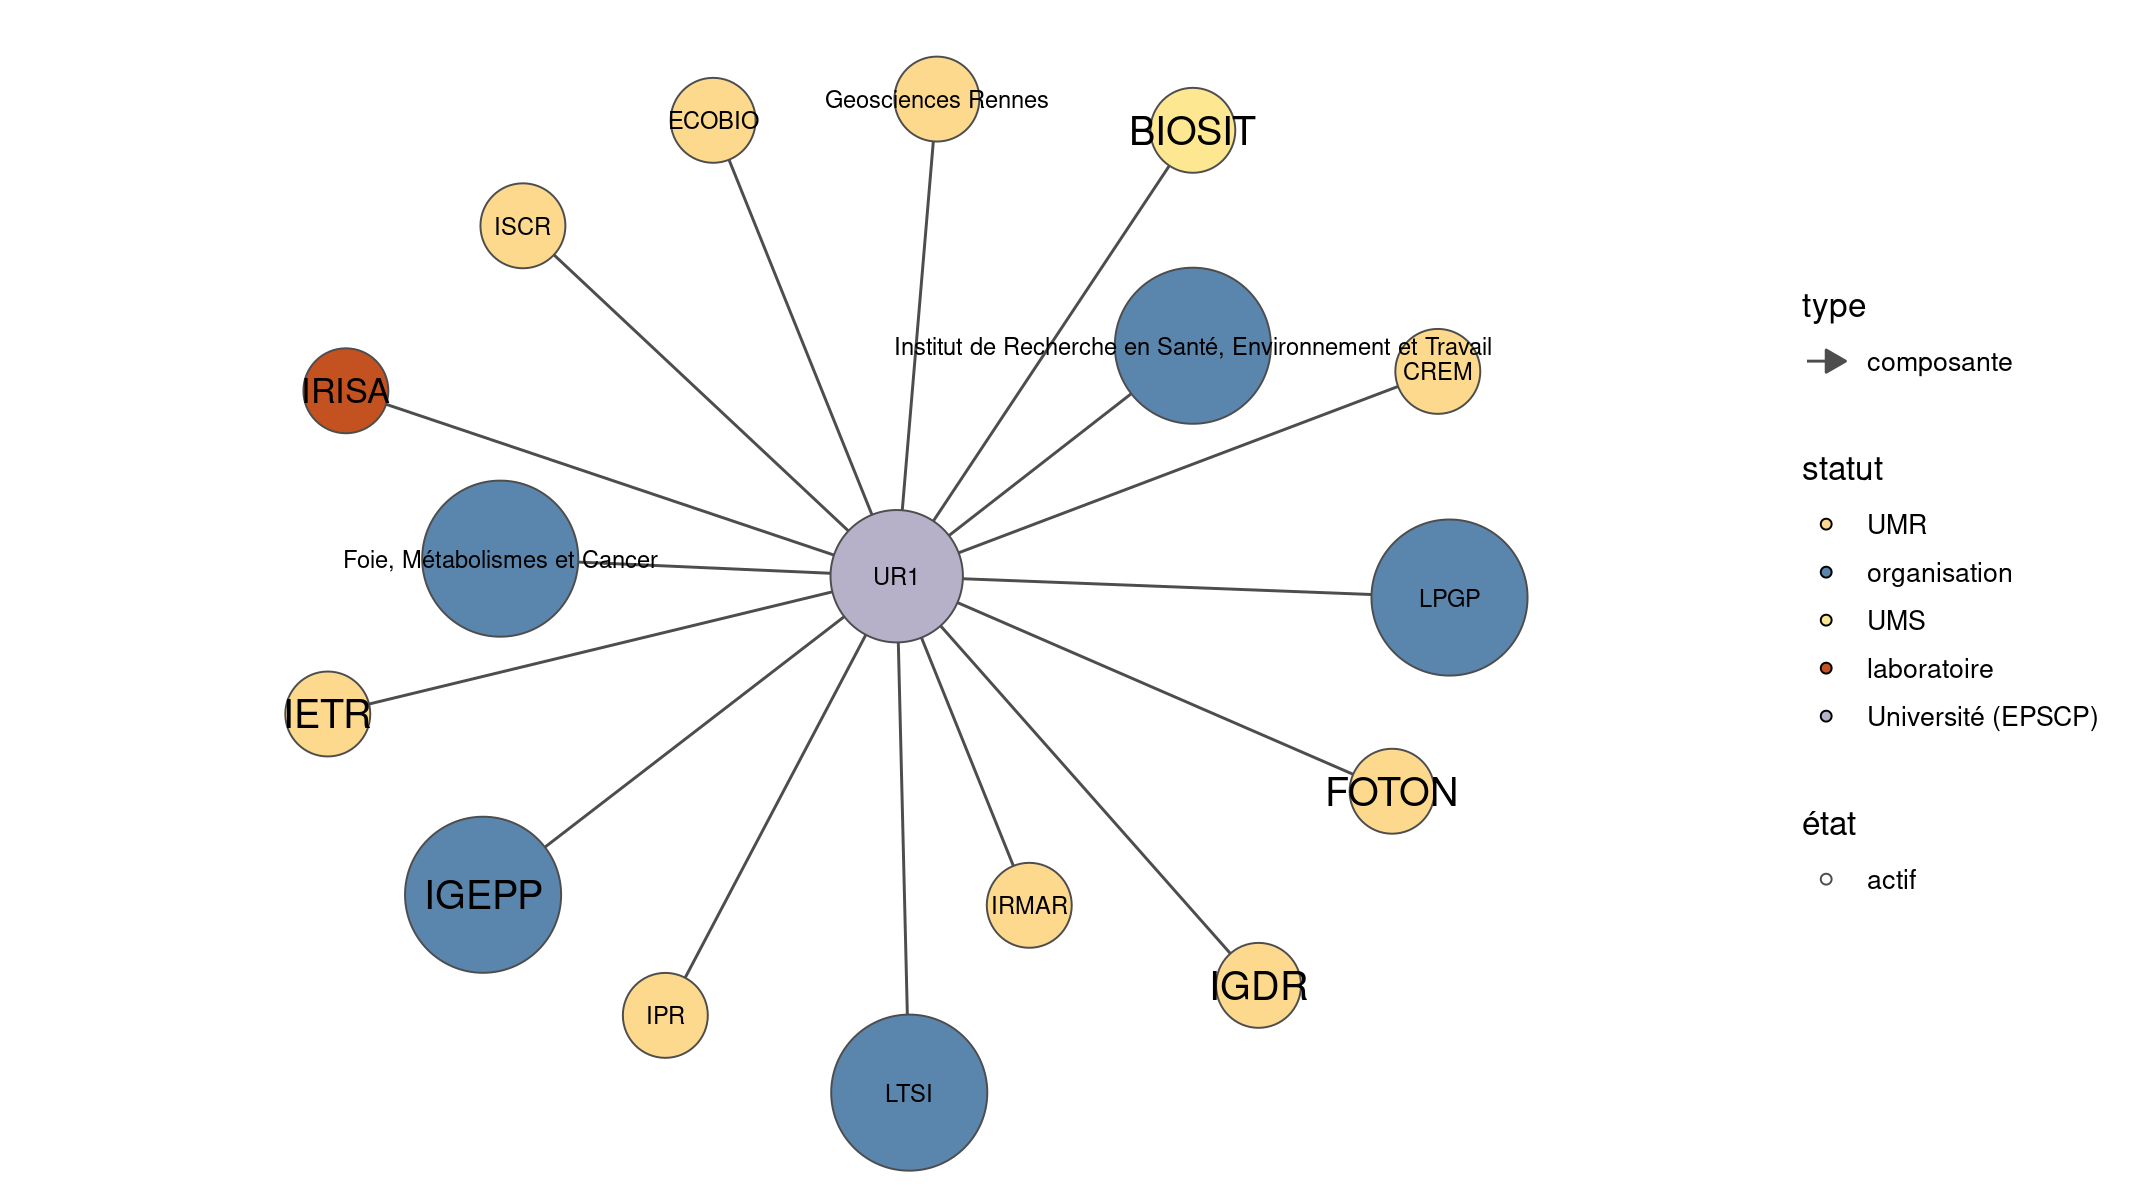 Geosciences Rennes
ECOBIO
BIOSIT
ISCR
Institut de Recherche en Santé, Environnement et Travail
CREM
IRISA
Foie, Métabolismes et Cancer
UR1
LPGP
IETR
FOTON
IGEPP
IRMAR
IGDR
IPR
LTSI
type
composante
statut
UMR
organisation
UMS
laboratoire
Université (EPSCP)
état
actif